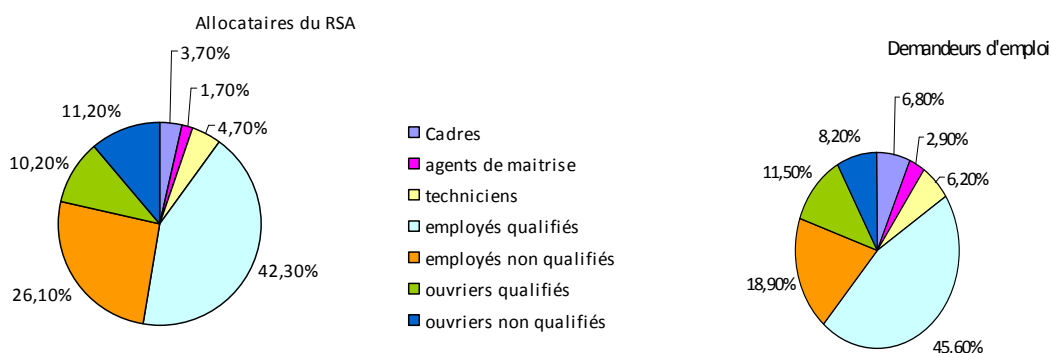 Allocataires du RSA
3,70%
1,70%
4,70%
11,20%
10,20%
26,10%
42,30%
Cadres
agents de maitrise
techniciens
employés qualifiés
employés non qualifiés
ouvriers qualifiés
ouvriers non qualifiés
Demandeurs d'emploi
6,80%
2,90%
6,20%
8,20%
11,50%
18,90%
45,60%